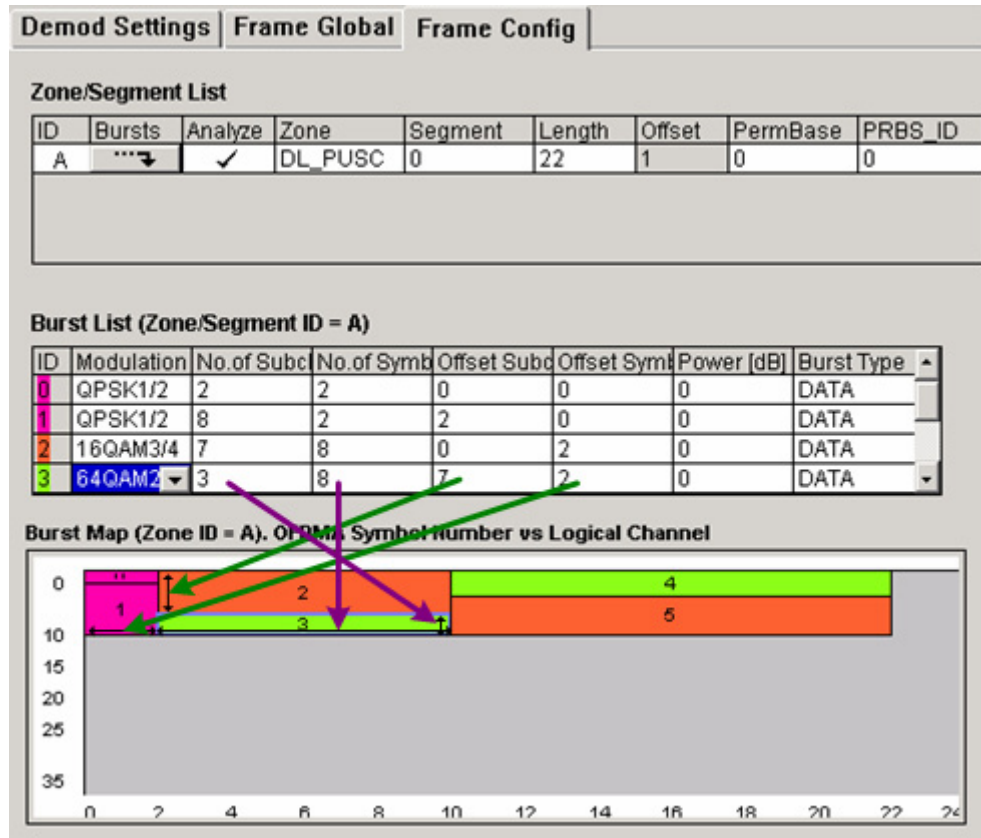 Demod Settings Frame Global Frame Config
Zone/Segment List
ID Bursts Analyze Zone Segment Length Offset PermBase PRBS_ID
A DL_PUSC 0 22 1 0 0
Burst List (Zone/Segment ID = A)
ID Modulation No.of Subcl No.of Symb Offset Subc Offset Symb Power [dB] Burst Type
0 QPSK1/2 2 2 0 0 0 DATA
1 QPSK1/2 8 2 2 0 0 DATA
2 16QAM3/4 7 8 0 2 0 DATA
3 64QAM2 3 8 7 2 0 DATA
Burst Map (Zone ID = A). OFDMA Symbol Number vs Logical Channel
0 0 2 4
1 3 5
10
15
20
25
35
0 2 4 6 8 10 12 14 16 18 20 22 24